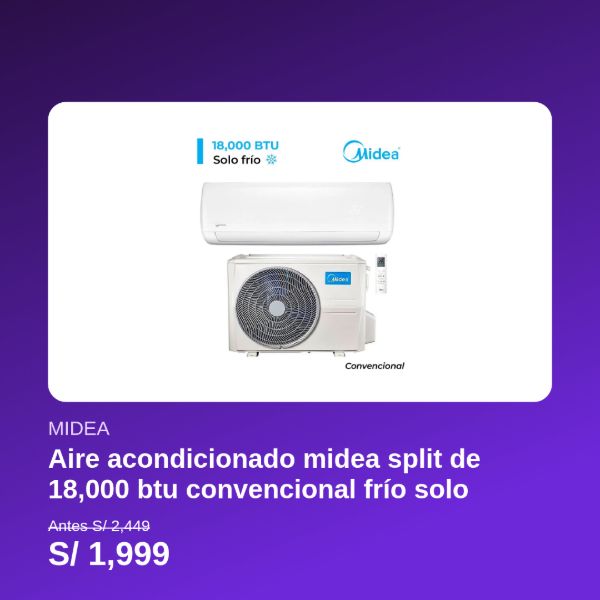 18,000 BTU
Solo frío
Midea
Midea
Convencional
MIDEA
Aire acondicionado midea split de
18,000 btu convencional frío solo
Antes S/ 2,449
S/ 1,999